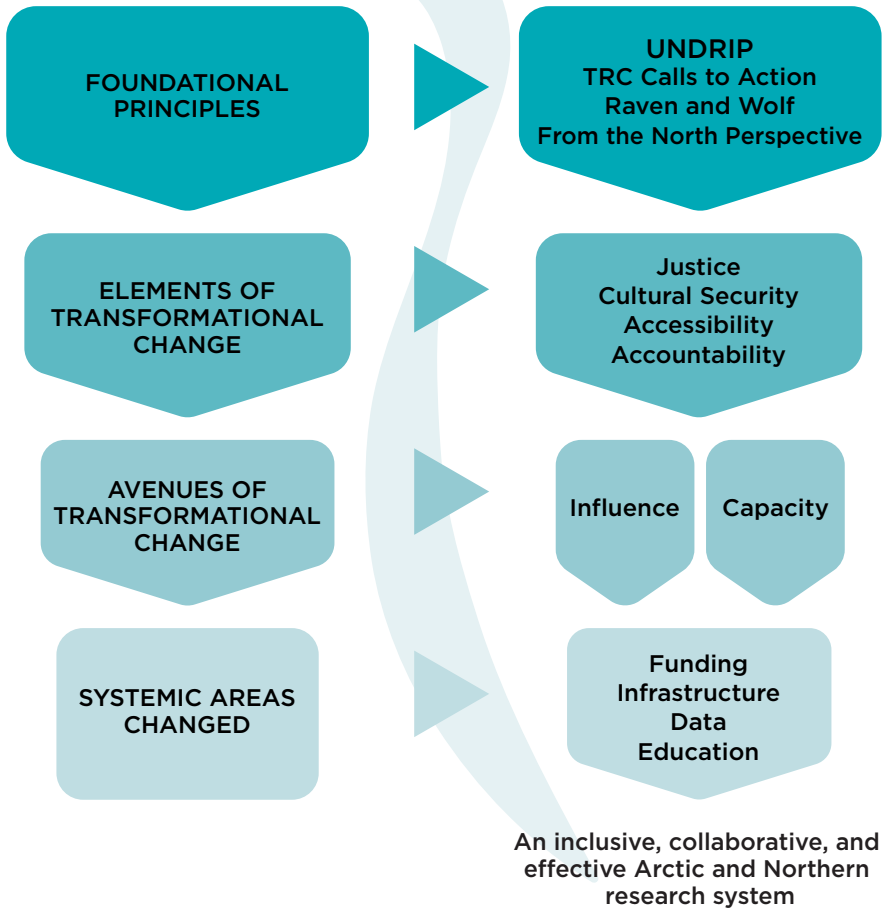 FOUNDATIONAL
PRINCIPLES
UNDRIP
TRC Calls to Action
Raven and Wolf
From the North Perspective
ELEMENTS OF
TRANSFORMATIONAL
CHANGE
Justice
Cultural Security
Accessibility
Accountability
AVENUES OF
TRANSFORMATIONAL
CHANGE
Influence
Capacity
SYSTEMIC AREAS
CHANGED
Funding
Infrastructure
Data
Education
An inclusive, collaborative, and
effective Arctic and Northern
research system